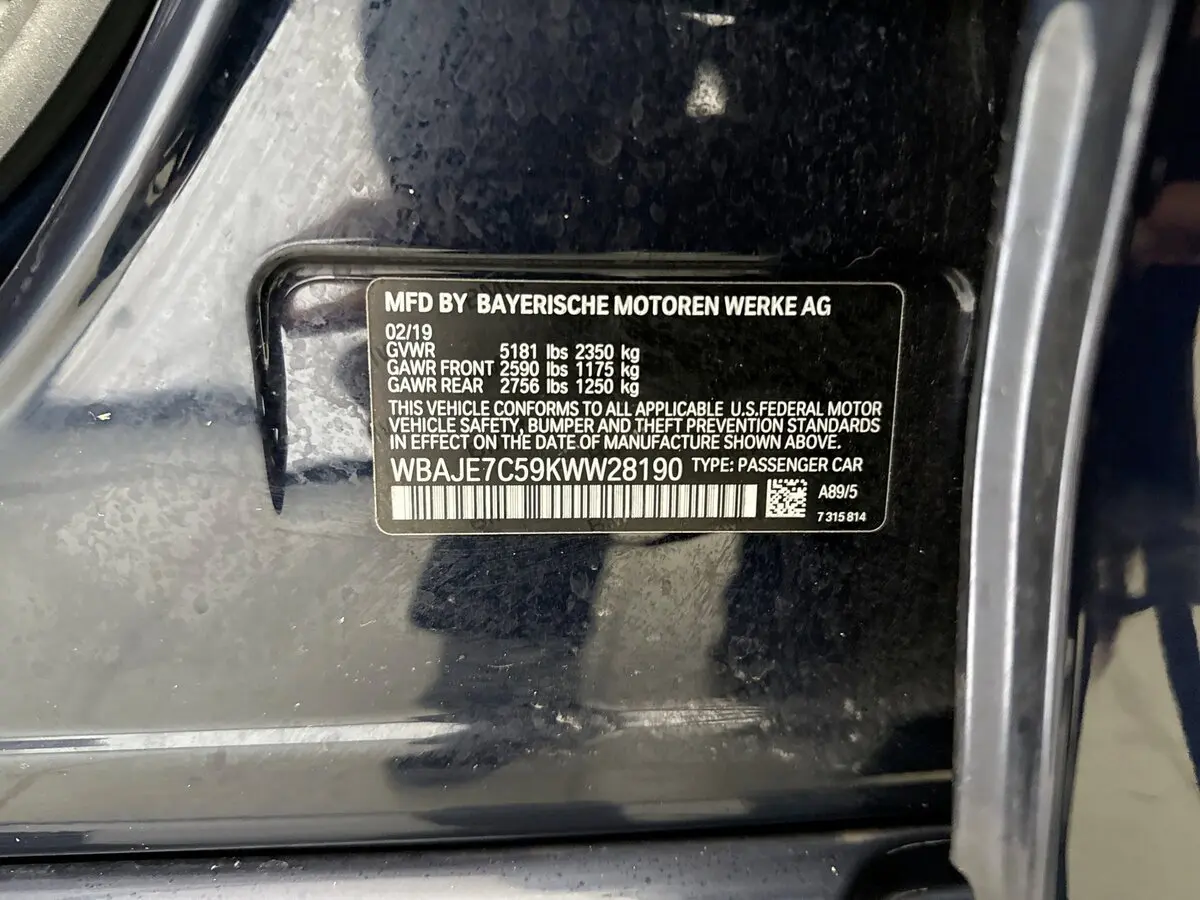 MFD BY BAYERISCHE MOTOREN WERKE AG
02/19
GVWR 5181 lbs 2350 kg
GAWR FRONT 2590 lbs 1175 kg
GAWR REAR 2756 lbs 1250 kg
THIS VEHICLE CONFORMS TO ALL APPLICABLE U.S.FEDERAL MOTOR
VEHICLE SAFETY, BUMPER AND THEFT PREVENTION STANDARDS
IN EFFECT ON THE DATE OF MANUFACTURE SHOWN ABOVE.
WBAJE7C59KWW28190 TYPE: PASSENGER CAR
A89/5
7 315 814